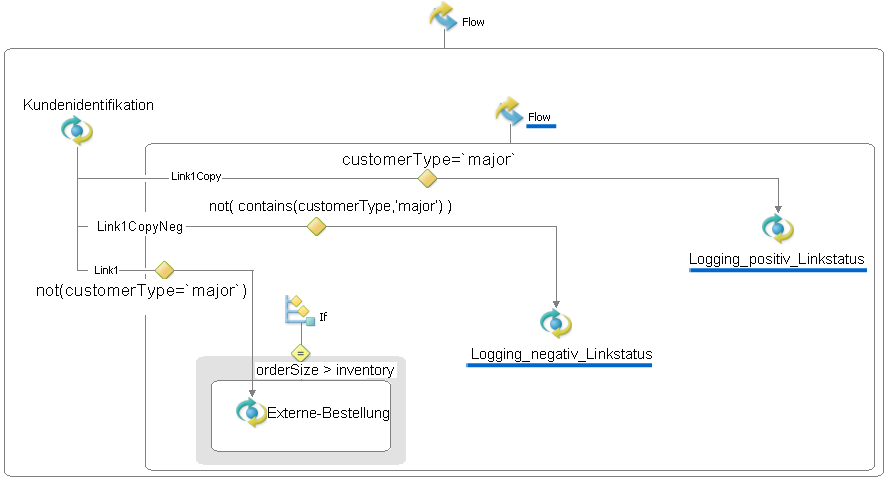 Flow
Kundenidentifikation
Flow
customerType=`major`
Link1Copy
not( contains(customerType,'major') )
Link1CopyNeg
Logging_positiv_Linkstatus
Link1
not(customerType=`major`)
If
=
Logging_negativ_Linkstatus
orderSize > inventory
Externe-Bestellung